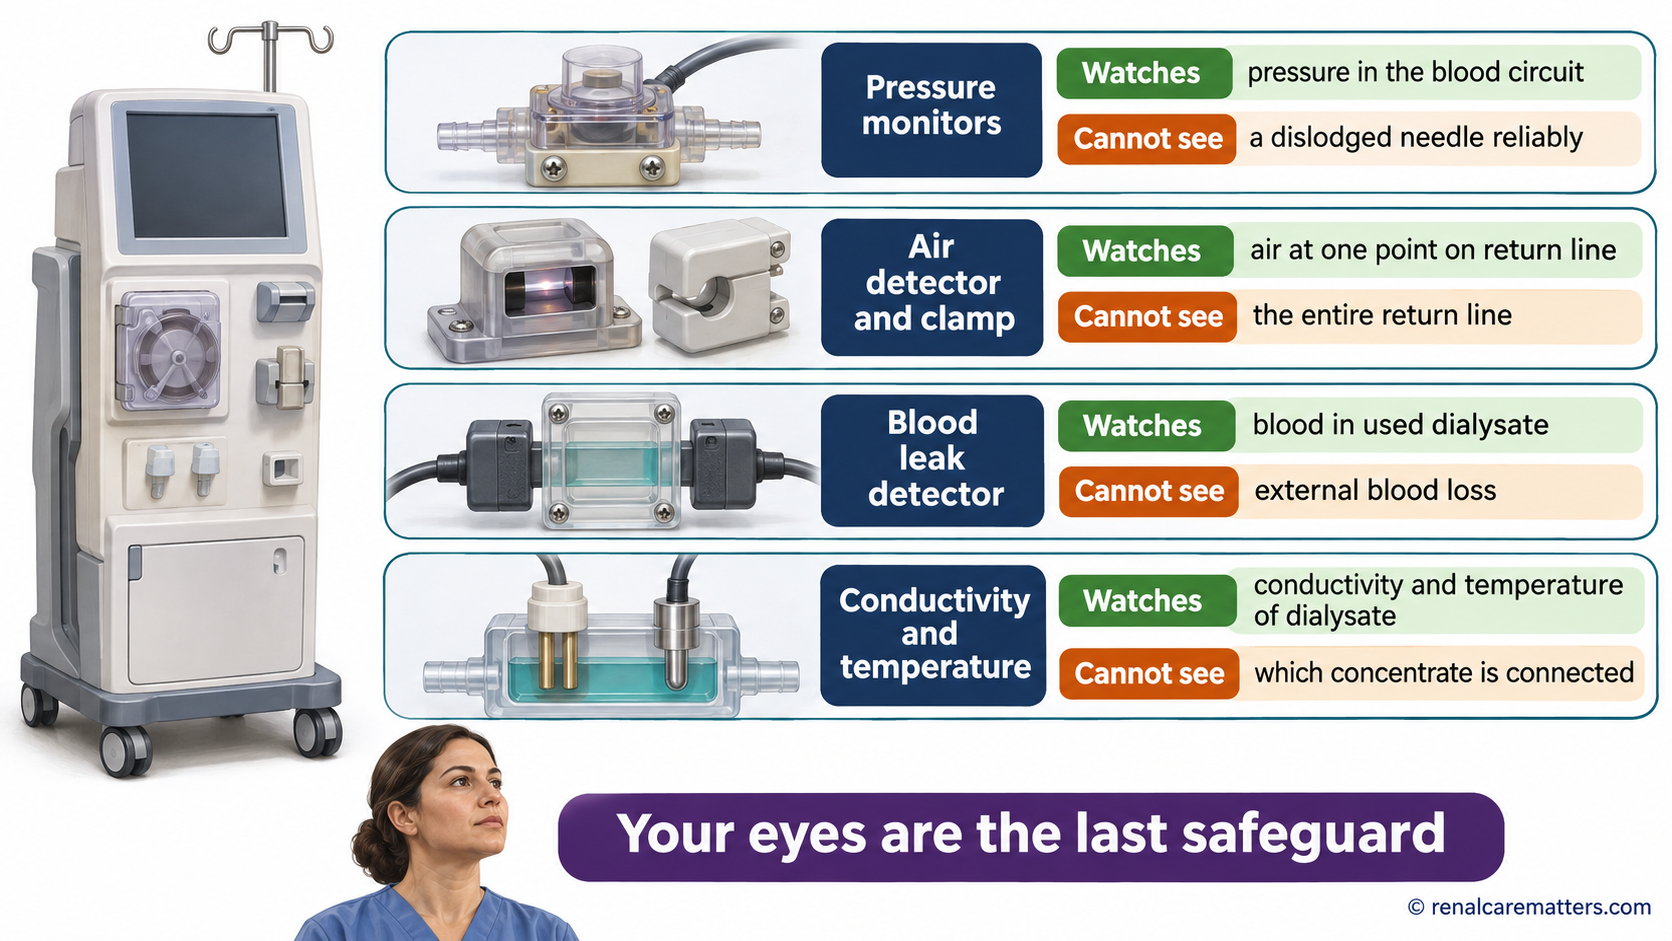 Pressure
monitors
Watches
pressure in the blood circuit
Cannot see
a dislodged needle reliably
Air
detector
and clamp
Watches
air at one point on return line
Cannot see
the entire return line
Blood
leak
detector
Watches
blood in used dialysate
Cannot see
external blood loss
Conductivity
and
temperature
Watches
conductivity and temperature
of dialysate
Cannot see
which concentrate is connected
Your eyes are the last safeguard
© renalcarematters.com